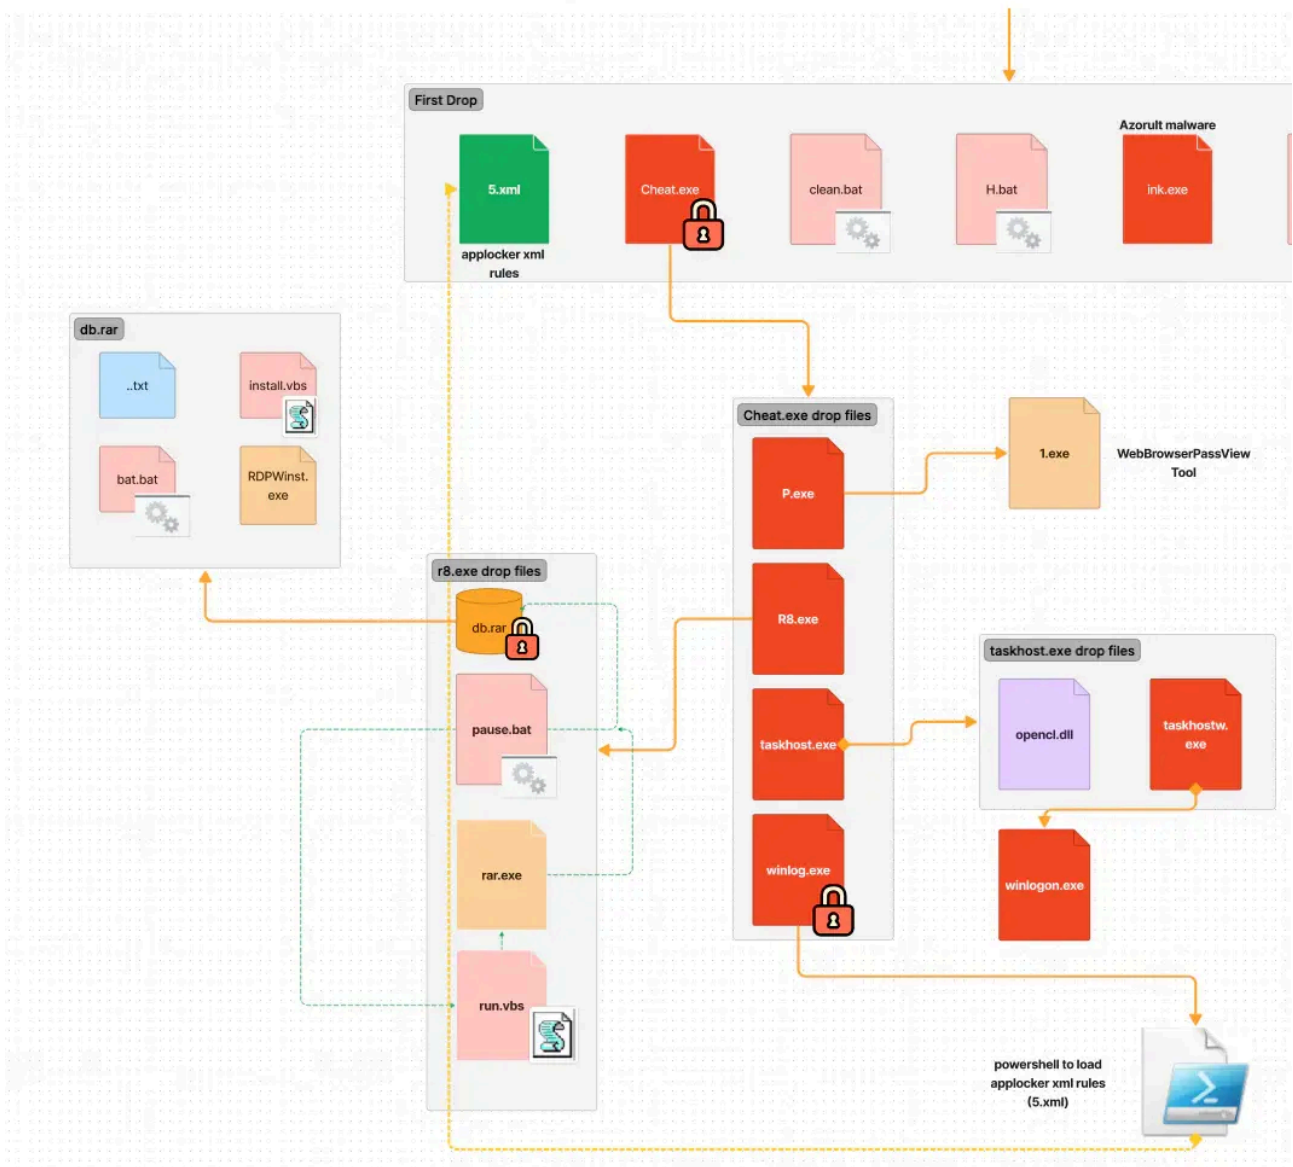 First Drop
Azorult malware
5.xml
Cheat.exe
clean.bat
H.bat
ink.exe
applocker xml
rules
db.rar
..txt
install.vbs
bat.bat
RDPWinst.
exe
Cheat.exe drop files
P.exe
1.exe
WebBrowserPassView
Tool
R8.exe
taskhost.exe
winlog.exe
r8.exe drop files
db.rar
pause.bat
rar.exe
run.vbs
taskhost.exe drop files
opencl.dll
taskhostw.
exe
winlogon.exe
powershell to load
applocker xml rules
(5.xml)